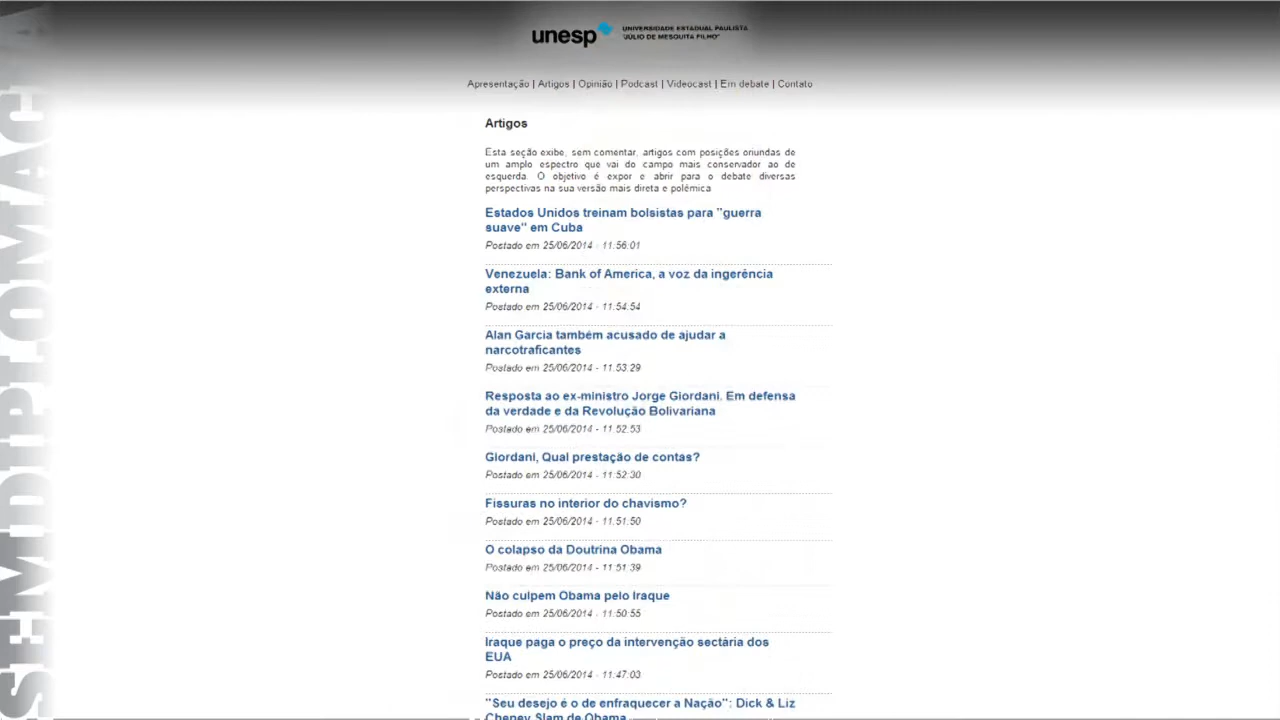 unesp
UNIVERSIDADE ESTADUAL PAULISTA
"JÚLIO DE MESQUITA FILHO"
Apresentação | Artigos | Opinião | Podcast | Videocast | Em debate | Contato
Artigos
Esta seção exibe, sem comentar, artigos com posições oriundas de
um amplo espectro que vai do campo mais conservador ao de
esquerda. O objetivo é expor e abrir para o debate diversas
perspectivas na sua versão mais direta e polêmica
Estados Unidos treinam bolsistas para "guerra
suave" em Cuba
Postado em 25/06/2014 - 11:56:01
Venezuela: Bank of America, a voz da ingerência
externa
Postado em 25/06/2014 - 11:54:54
Alan Garcia também acusado de ajudar a
narcotraficantes
Postado em 25/06/2014 - 11:53:29
Resposta ao ex-ministro Jorge Giordani. Em defensa
da verdade e da Revolução Bolivariana
Postado em 25/06/2014 - 11:52:53
Giordani, Qual prestação de contas?
Postado em 25/06/2014 - 11:52:30
Fissuras no interior do chavismo?
Postado em 25/06/2014 - 11:51:50
O colapso da Doutrina Obama
Postado em 25/06/2014 - 11:51:39
Não culpem Obama pelo Iraque
Postado em 25/06/2014 - 11:50:55
Iraque paga o preço da intervenção sectária dos
EUA
Postado em 25/06/2014 - 11:47:03
"Seu desejo é o de enfraquecer a Nação": Dick & Liz
Cheney Slam de Obama